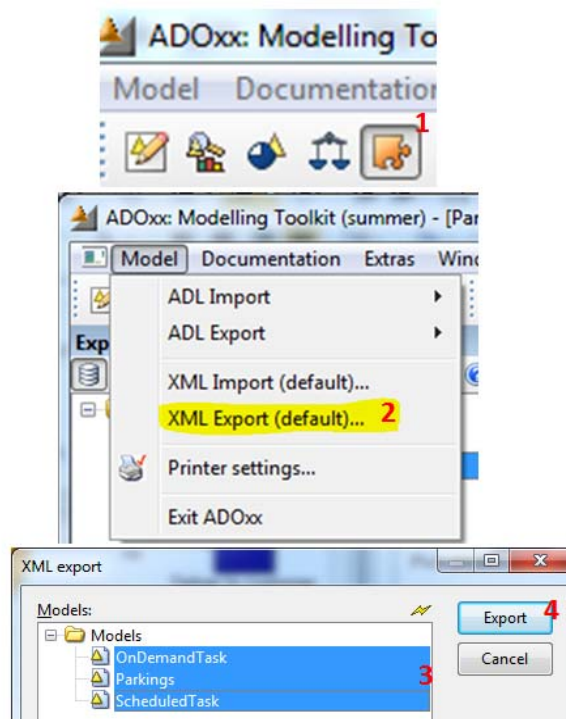 ADOxx: Modelling To
Model Documentation
1
ADOxx: Modelling Toolkit (summer) - [Par
Model Documentation Extras Wind
ADL Import
ADL Export
Exp
XML Import (default)...
XML Export (default)... 2
Printer settings...
Exit ADOxx
XML export
Models:
Export 4
Models
OnDemandTask
Cancel
Parkings
3
ScheduledTask